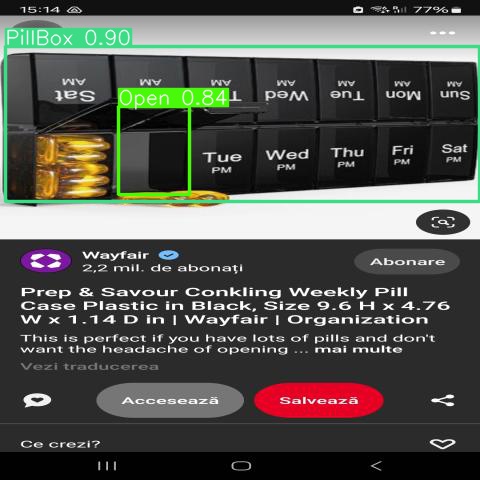 15:14
77%
PillBox 0.90
Sat AM
AM
AM
Wed AM
Tue AM
Mon AM
Sun AM
Open 0.84
Tue PM
Wed PM
Thu PM
Fri PM
Sat PM
Wayfair
2,2 mil. de abonați
Abonare
Prep & Savour Conkling Weekly Pill
Case Plastic in Black, Size 9.6 H x 4.76
W x 1.14 D in | Wayfair | Organization
This is perfect if you have lots of pills and don't
want the headache of opening ... mai multe
Vezi traducerea
Accesează
Salvează
Ce crezi?